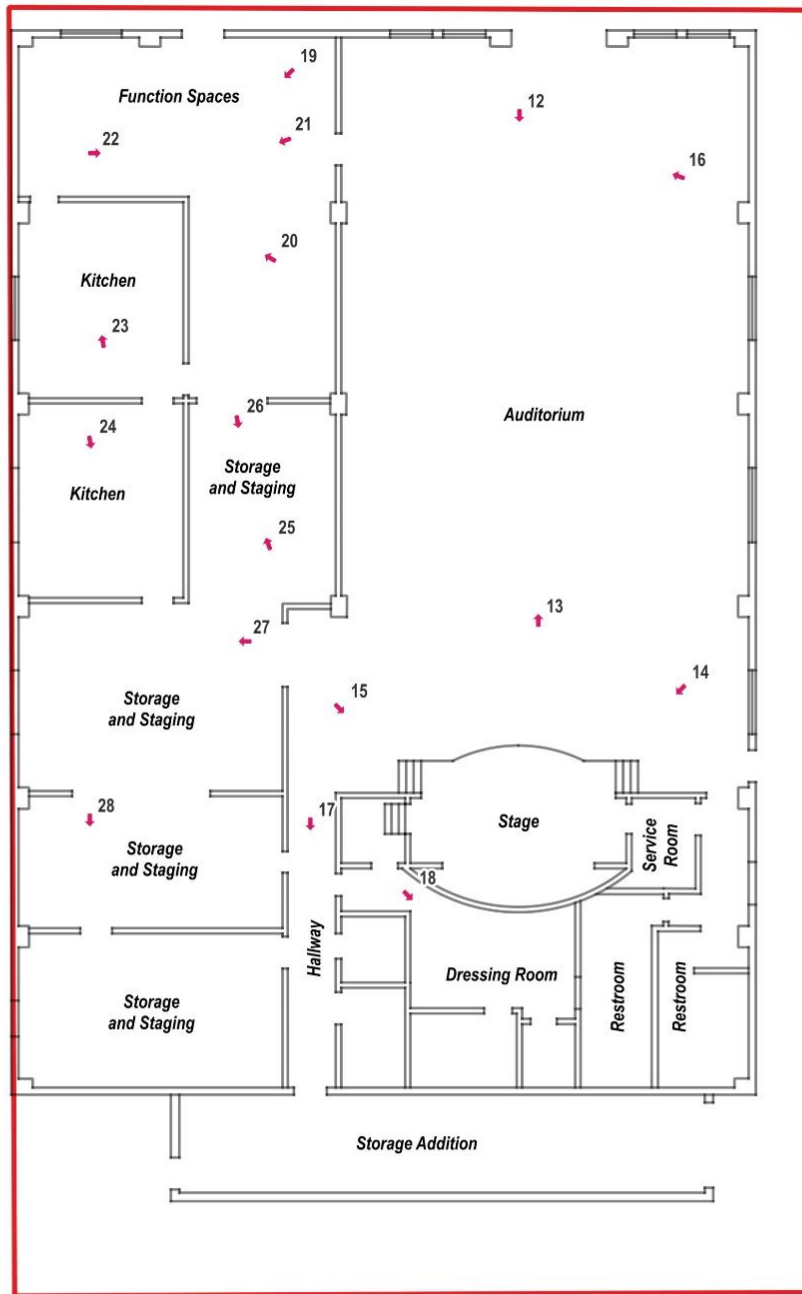 19
Function Spaces
12
21
22
16
20
Kitchen
23
26
Auditorium
24
Storage
and Staging
Kitchen
25
13
27
14
15
Storage
and Staging
28
17
Stage
Service
Room
Storage
and Staging
18
Hallway
Dressing Room
Restroom
Restroom
Storage
and Staging
Storage Addition